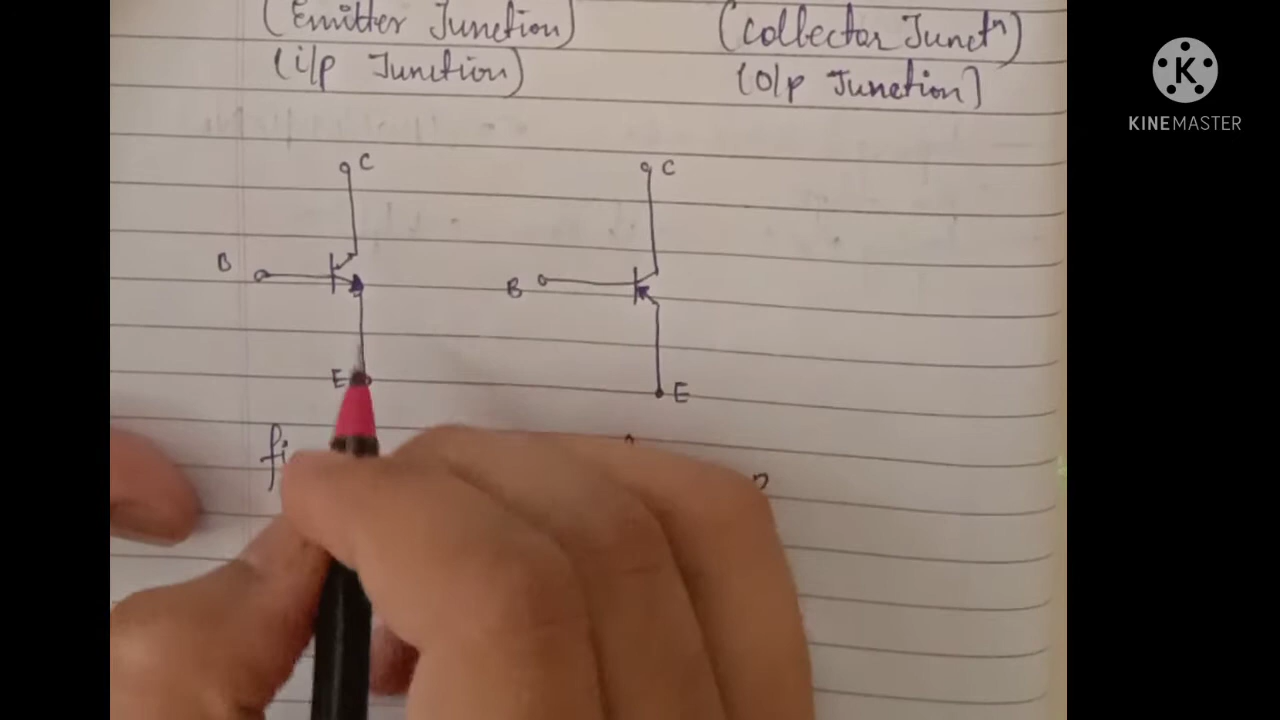 (Emitter Junction)
(Collector Junctn)
(i/p Junction)
(O/p Junction)
KINEMASTER
C
C
B
B
E
E